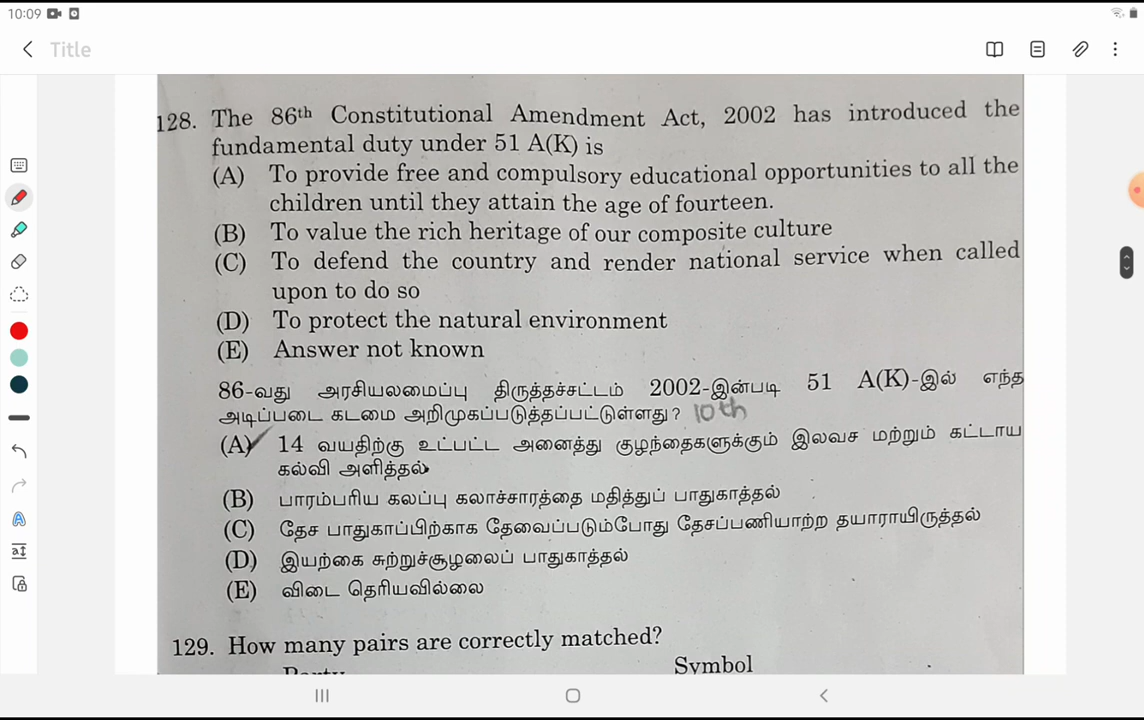 10:09
Title
128. The 86th Constitutional Amendment Act, 2002 has introduced the
fundamental duty under 51 A(K) is
(A) To provide free and compulsory educational opportunities to all the
children until they attain the age of fourteen.
(B) To value the rich heritage of our composite culture
(C) To defend the country and render national service when called
upon to do so
(D) To protect the natural environment
(E) Answer not known
86-வது அரசியலமைப்பு திருத்தச்சட்டம் 2002-இன்படி 51 A(K)-இல் எந்த
அடிப்படை கடமை அறிமுகப்படுத்தப்பட்டுள்ளது? 10th
(A) 14 வயதிற்கு உட்பட்ட அனைத்து குழந்தைகளுக்கும் இலவச மற்றும் கட்டாய
கல்வி அளித்தல்
(B) பாரம்பரிய கலப்பு கலாச்சாரத்தை மதித்துப் பாதுகாத்தல்
(C) தேச பாதுகாப்பிற்காக தேவைப்படும்போது தேசப்பணியாற்ற தயாராயிருத்தல்
(D) இயற்கை சுற்றுச்சூழலைப் பாதுகாத்தல்
(E) விடை தெரியவில்லை
129. How many pairs are correctly matched?
Party Symbol